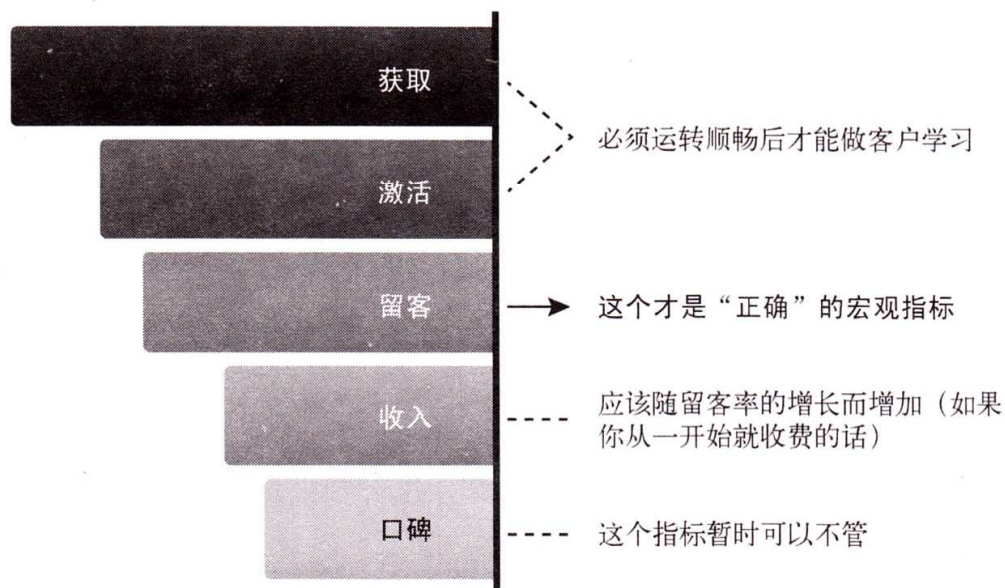 获取
必须运转顺畅后才能做客户学习
激活
留客
这个才是“正确”的宏观指标
收入
应该随留客率的增长而增加（如果
你从一开始就收费的话）
口碑
这个指标暂时可以不管